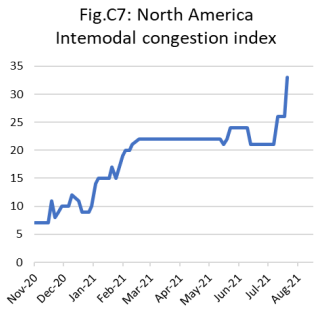 Fig.C7: North America
Intemodal congestion index
35
30
25
20
15
10
5
0
Nov-20
Dec-20
Jan-21
Feb-21
Mar-21
Apr-21
May-21
Jun-21
Jul-21
Aug-21